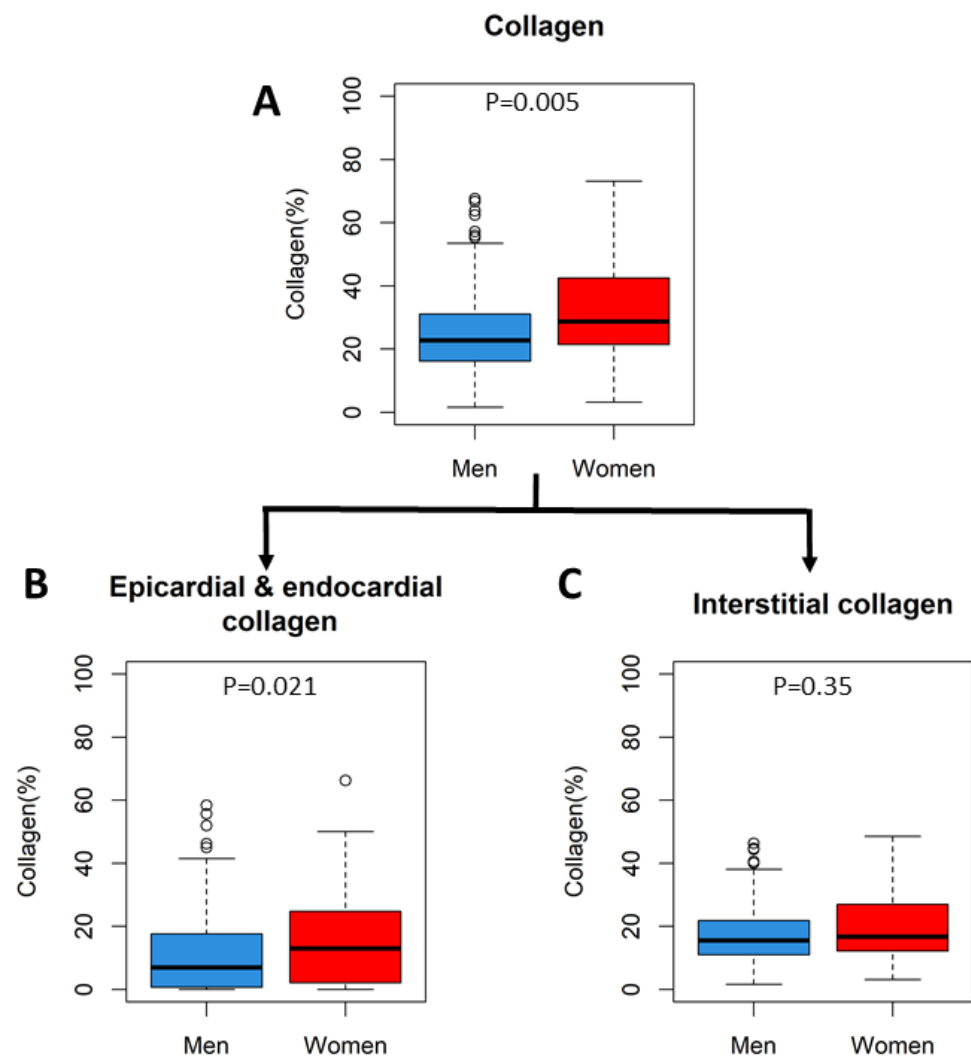 Collagen
A
P=0.005
Collagen(%)
100
80
60
40
20
0
Men Women
B
Epicardial & endocardial
collagen
P=0.021
Collagen(%)
100
80
60
40
20
0
Men Women
C
Interstitial collagen
P=0.35
Collagen(%)
100
80
60
40
20
0
Men Women